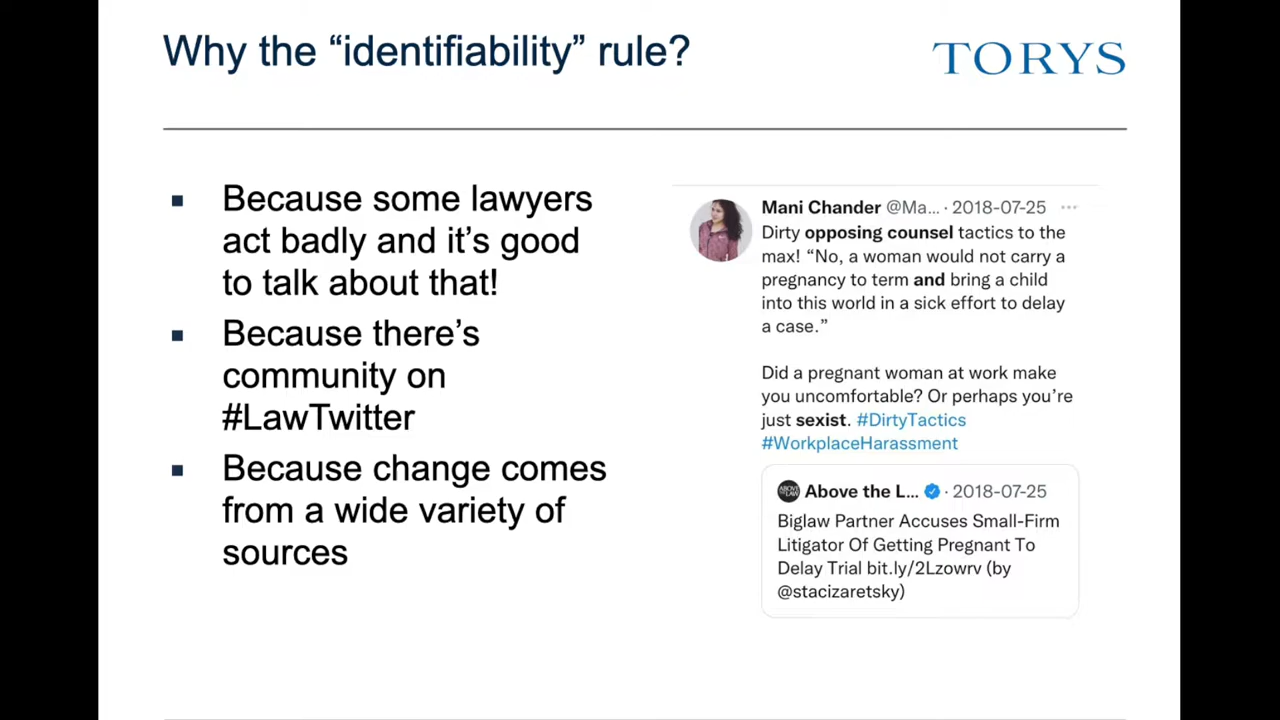 Why the “identifiability” rule?
TORYS
Because some lawyers
act badly and it’s good
to talk about that!
Because there’s
community on
#LawTwitter
Because change comes
from a wide variety of
sources
Mani Chander @Ma... · 2018-07-25 ...
Dirty opposing counsel tactics to the
max! “No, a woman would not carry a
pregnancy to term and bring a child
into this world in a sick effort to delay
a case.”
Did a pregnant woman at work make
you uncomfortable? Or perhaps you’re
just sexist. #DirtyTactics
#WorkplaceHarassment
ABOVE THE LAW
Above the L... · 2018-07-25
Biglaw Partner Accuses Small-Firm
Litigator Of Getting Pregnant To
Delay Trial bit.ly/2Lzowrv (by
@stacizaretsky)